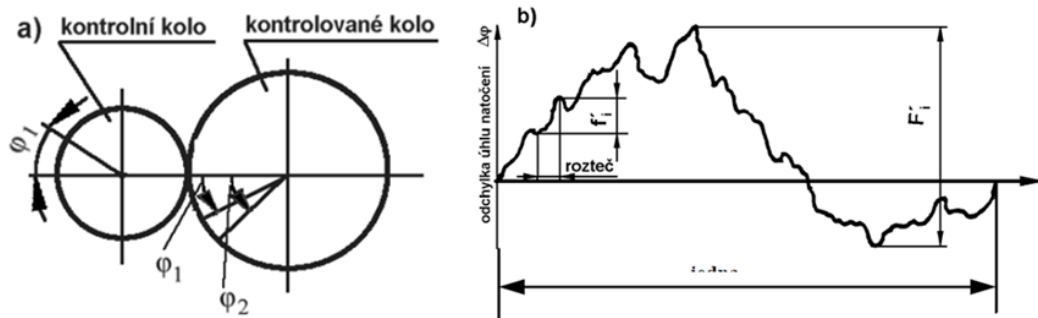 a)
kontrolní kolo
kontrolované kolo
φ1
φ1
φ2
b)
odchylka úhlu natočení Δφ
f'i
rozteč
F'i